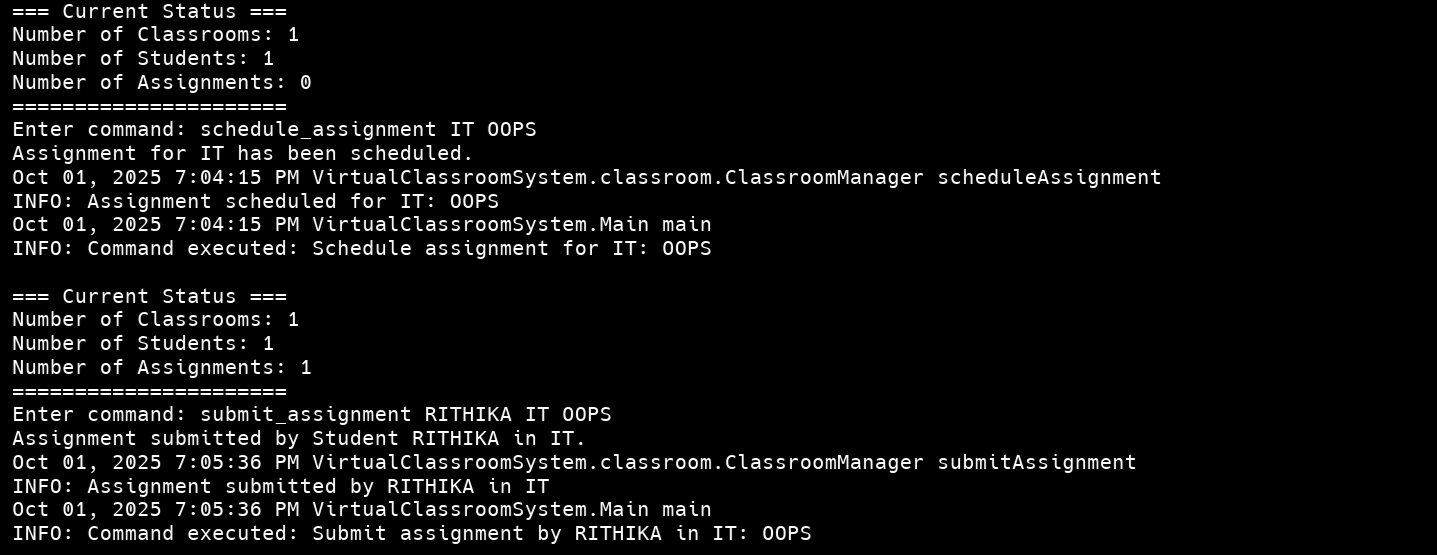 === Current Status ===
Number of Classrooms: 1
Number of Students: 1
Number of Assignments: 0
======================
Enter command: schedule_assignment IT OOPS
Assignment for IT has been scheduled.
Oct 01, 2025 7:04:15 PM VirtualClassroomSystem.classroom.ClassroomManager scheduleAssignment
INFO: Assignment scheduled for IT: OOPS
Oct 01, 2025 7:04:15 PM VirtualClassroomSystem.Main main
INFO: Command executed: Schedule assignment for IT: OOPS

=== Current Status ===
Number of Classrooms: 1
Number of Students: 1
Number of Assignments: 1
======================
Enter command: submit_assignment RITHIKA IT OOPS
Assignment submitted by Student RITHIKA in IT.
Oct 01, 2025 7:05:36 PM VirtualClassroomSystem.classroom.ClassroomManager submitAssignment
INFO: Assignment submitted by RITHIKA in IT
Oct 01, 2025 7:05:36 PM VirtualClassroomSystem.Main main
INFO: Command executed: Submit assignment by RITHIKA in IT: OOPS